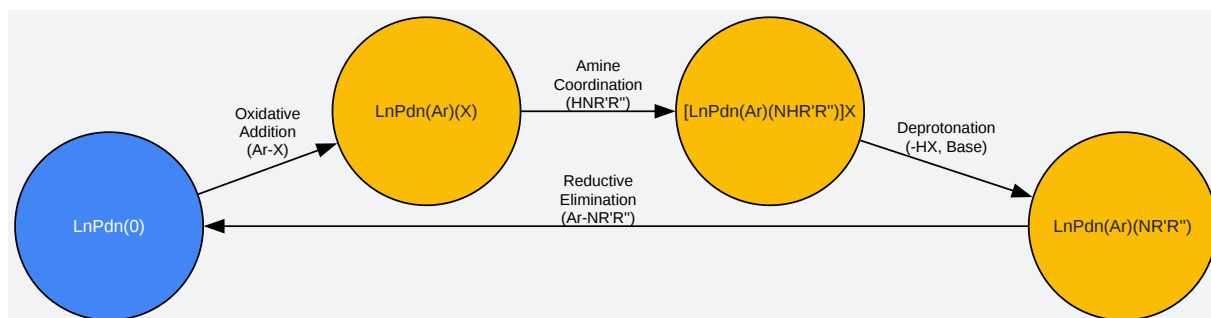 LnPdn(0)
Oxidative
Addition
(Ar-X)
LnPdn(Ar)(X)
Amine
Coordination
(HNR'R")
[LnPdn(Ar)(NHR'R")]X
Deprotonation
(-HX, Base)
LnPdn(Ar)(NR'R")
Reductive
Elimination
(Ar-NR'R")